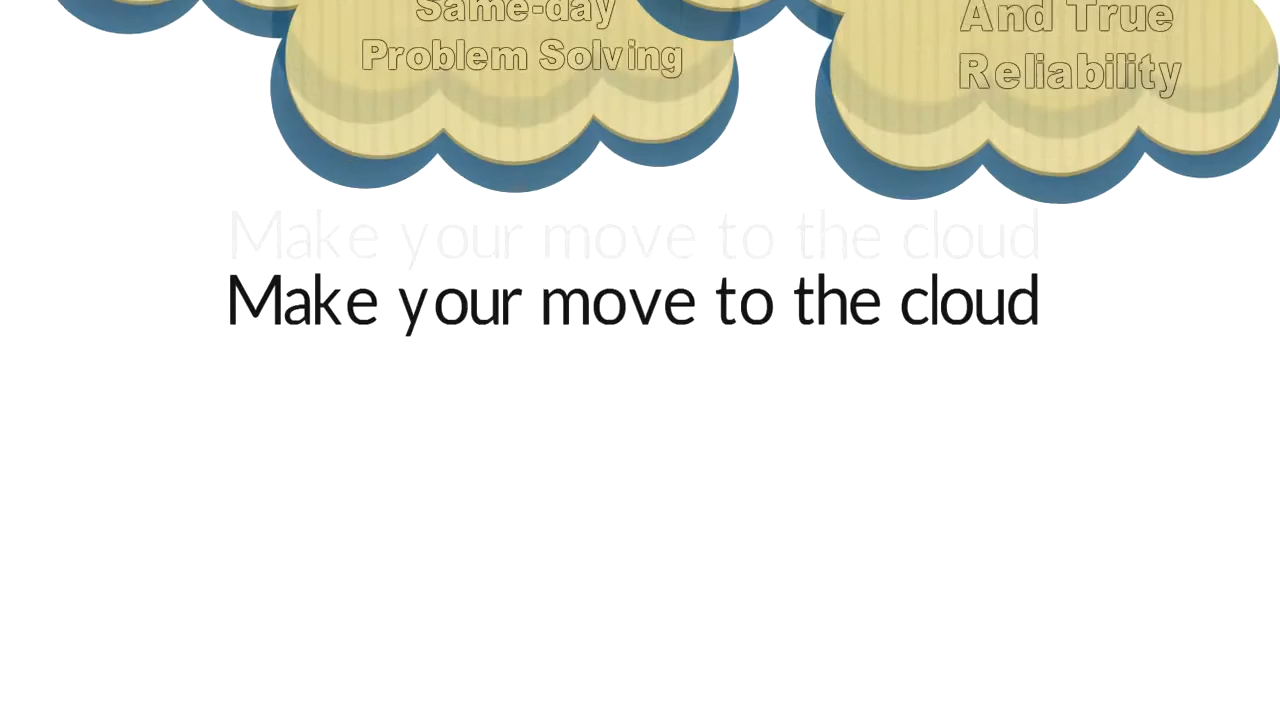 Same-day
Problem Solving
And True
Reliability
Make your move to the cloud
Make your move to the cloud